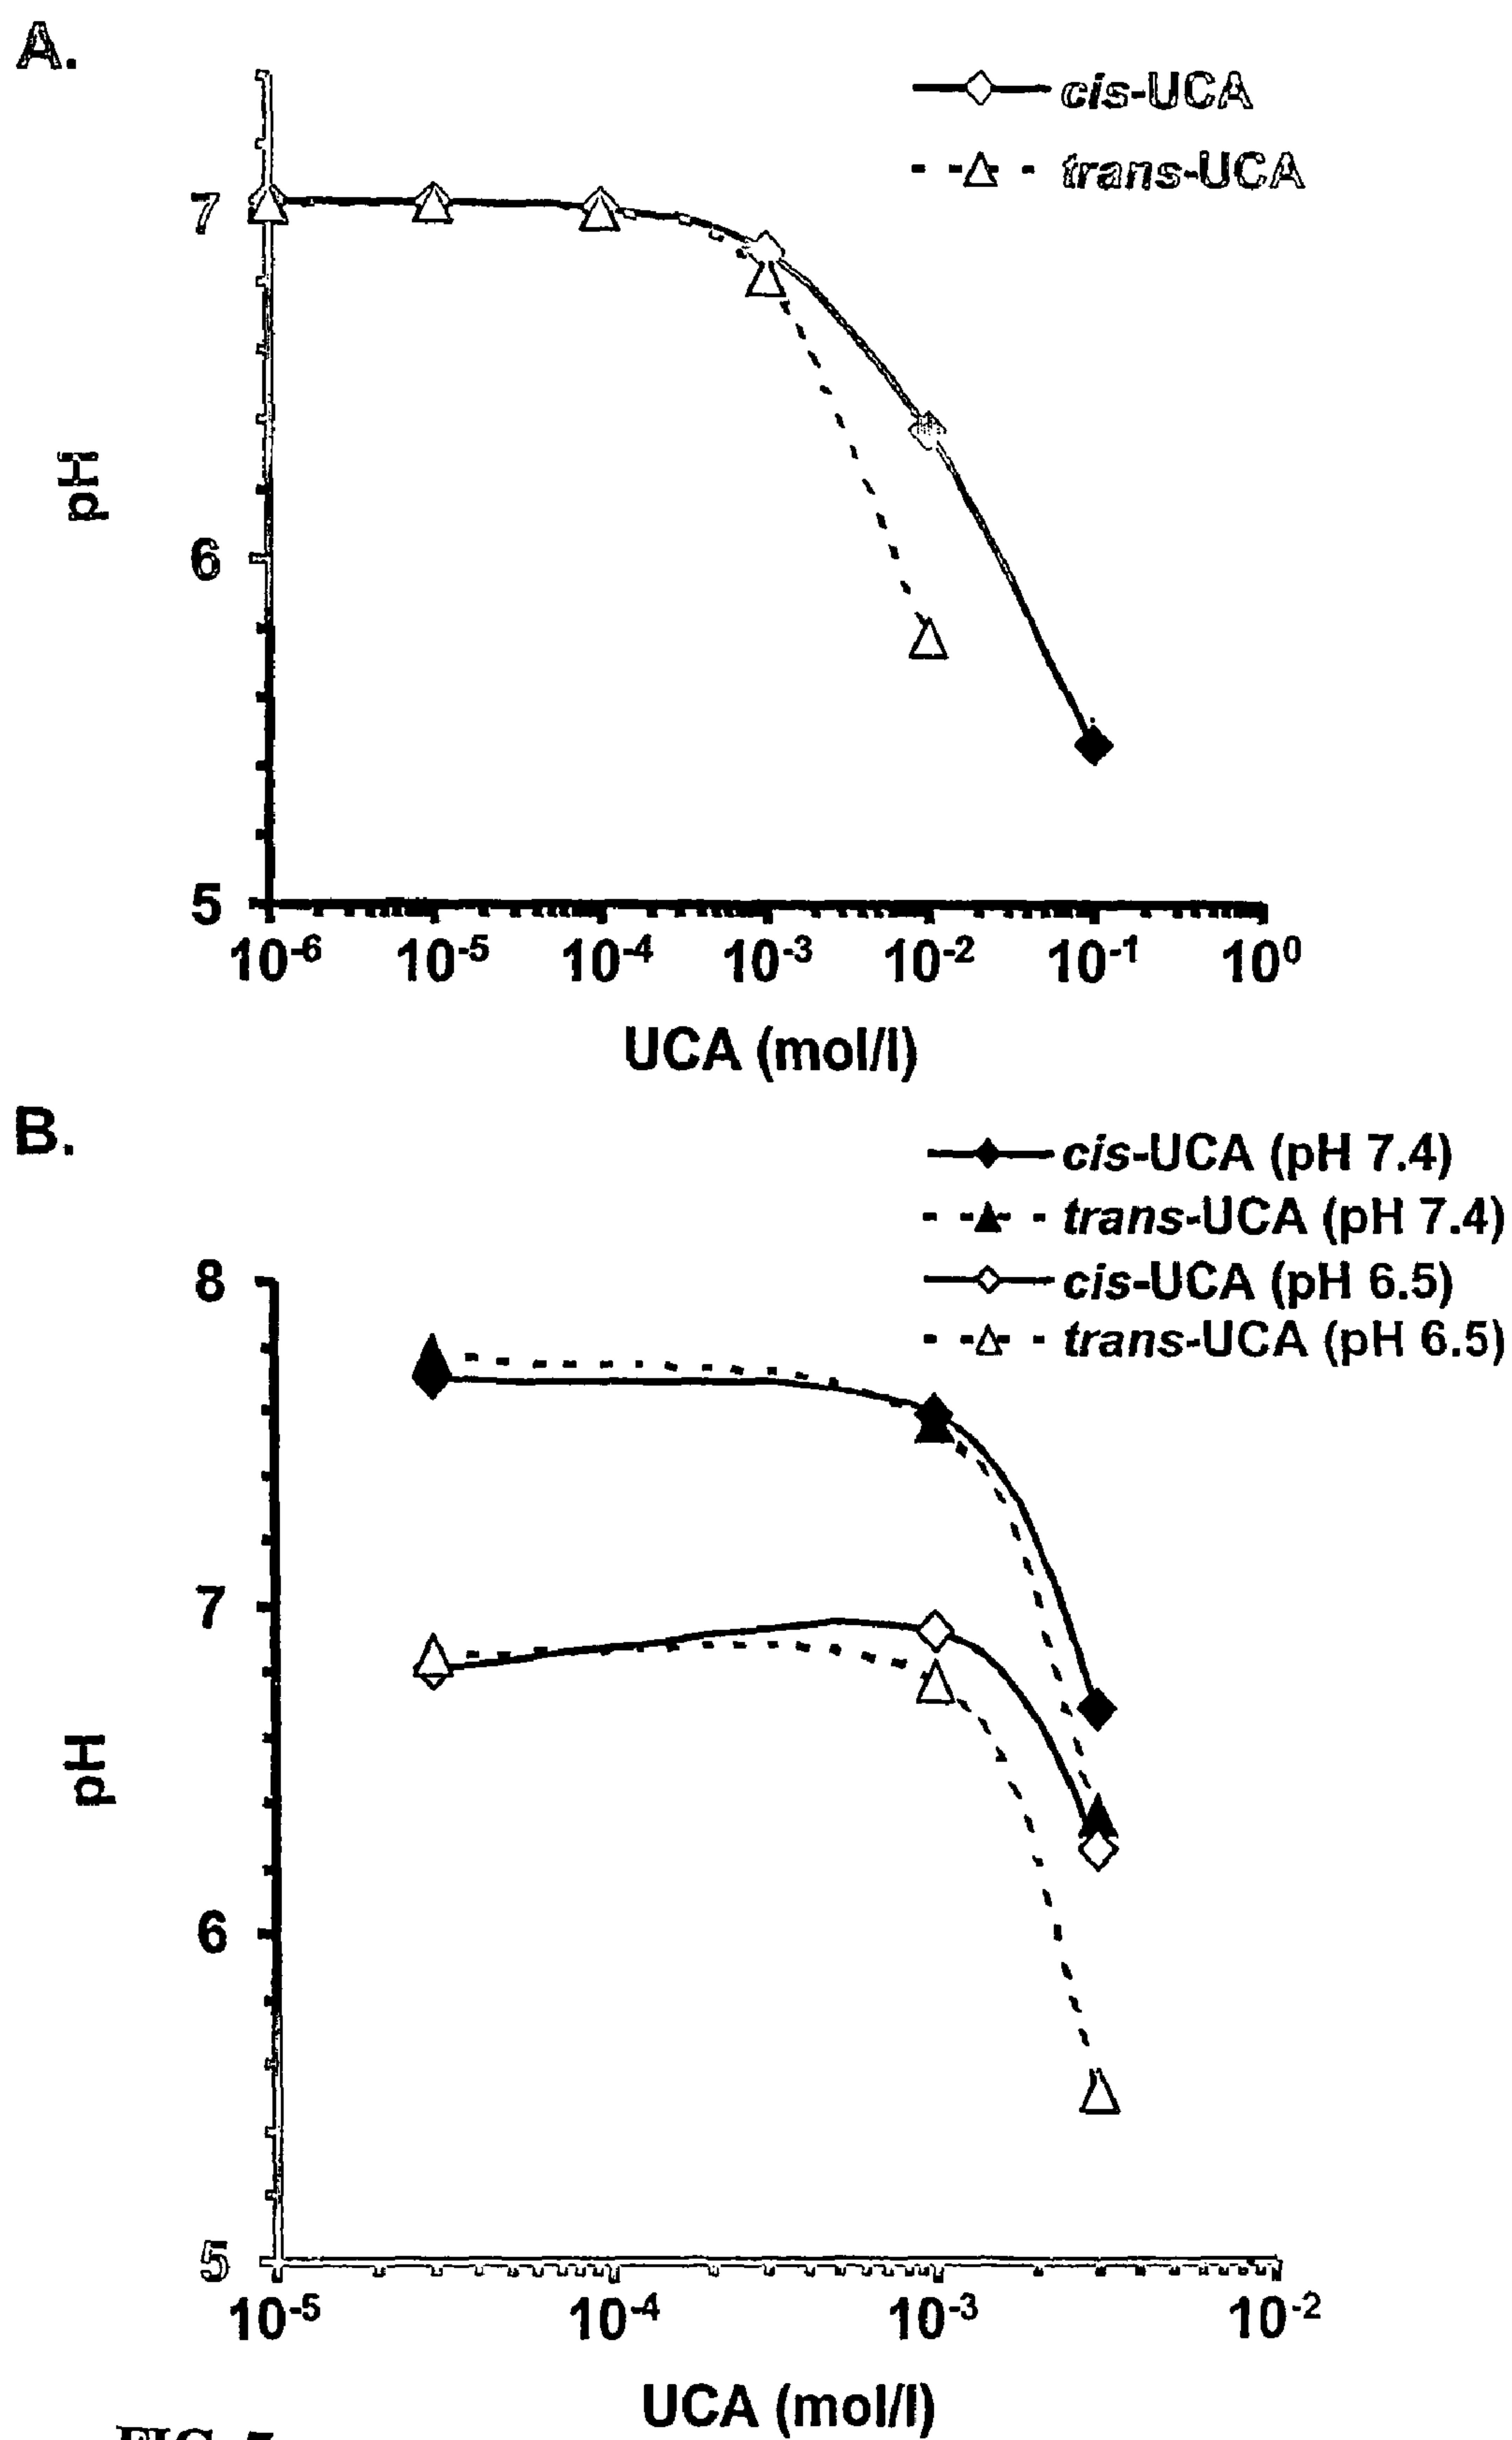 A.
cis-UCA
trans-UCA
7
6
5
pH
10⁻⁶ 10⁻⁵ 10⁻⁴ 10⁻³ 10⁻² 10⁻¹ 10⁰
UCA (mol/l)
B.
cis-UCA (pH 7.4)
trans-UCA (pH 7.4)
cis-UCA (pH 6.5)
trans-UCA (pH 6.5)
8
7
6
5
pH
10⁻⁵ 10⁻⁴ 10⁻³ 10⁻²
UCA (mol/l)